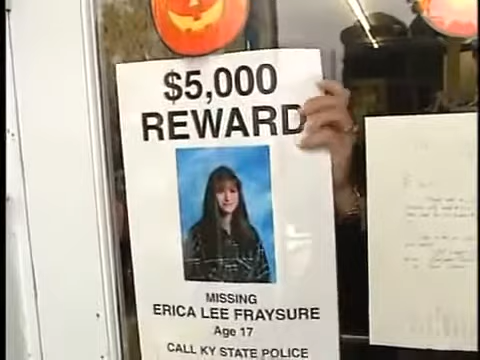 $5,000
REWARD
MISSING
ERICA LEE FRAYSURE
Age 17
CALL KY STATE POLICE